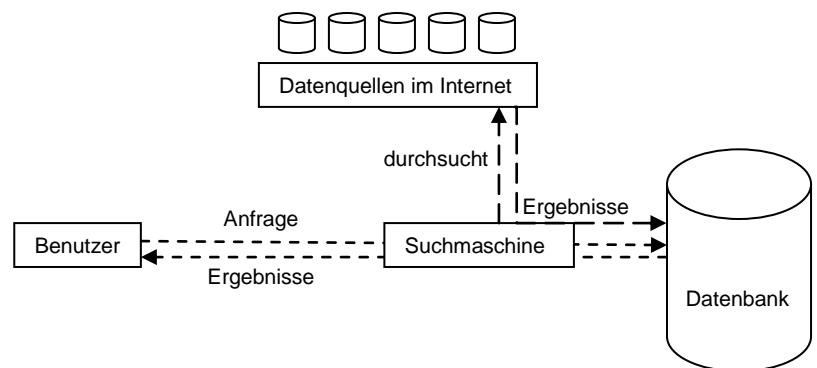 Datenquellen im Internet
durchsucht
Ergebnisse
Anfrage
Benutzer
Suchmaschine
Ergebnisse
Datenbank